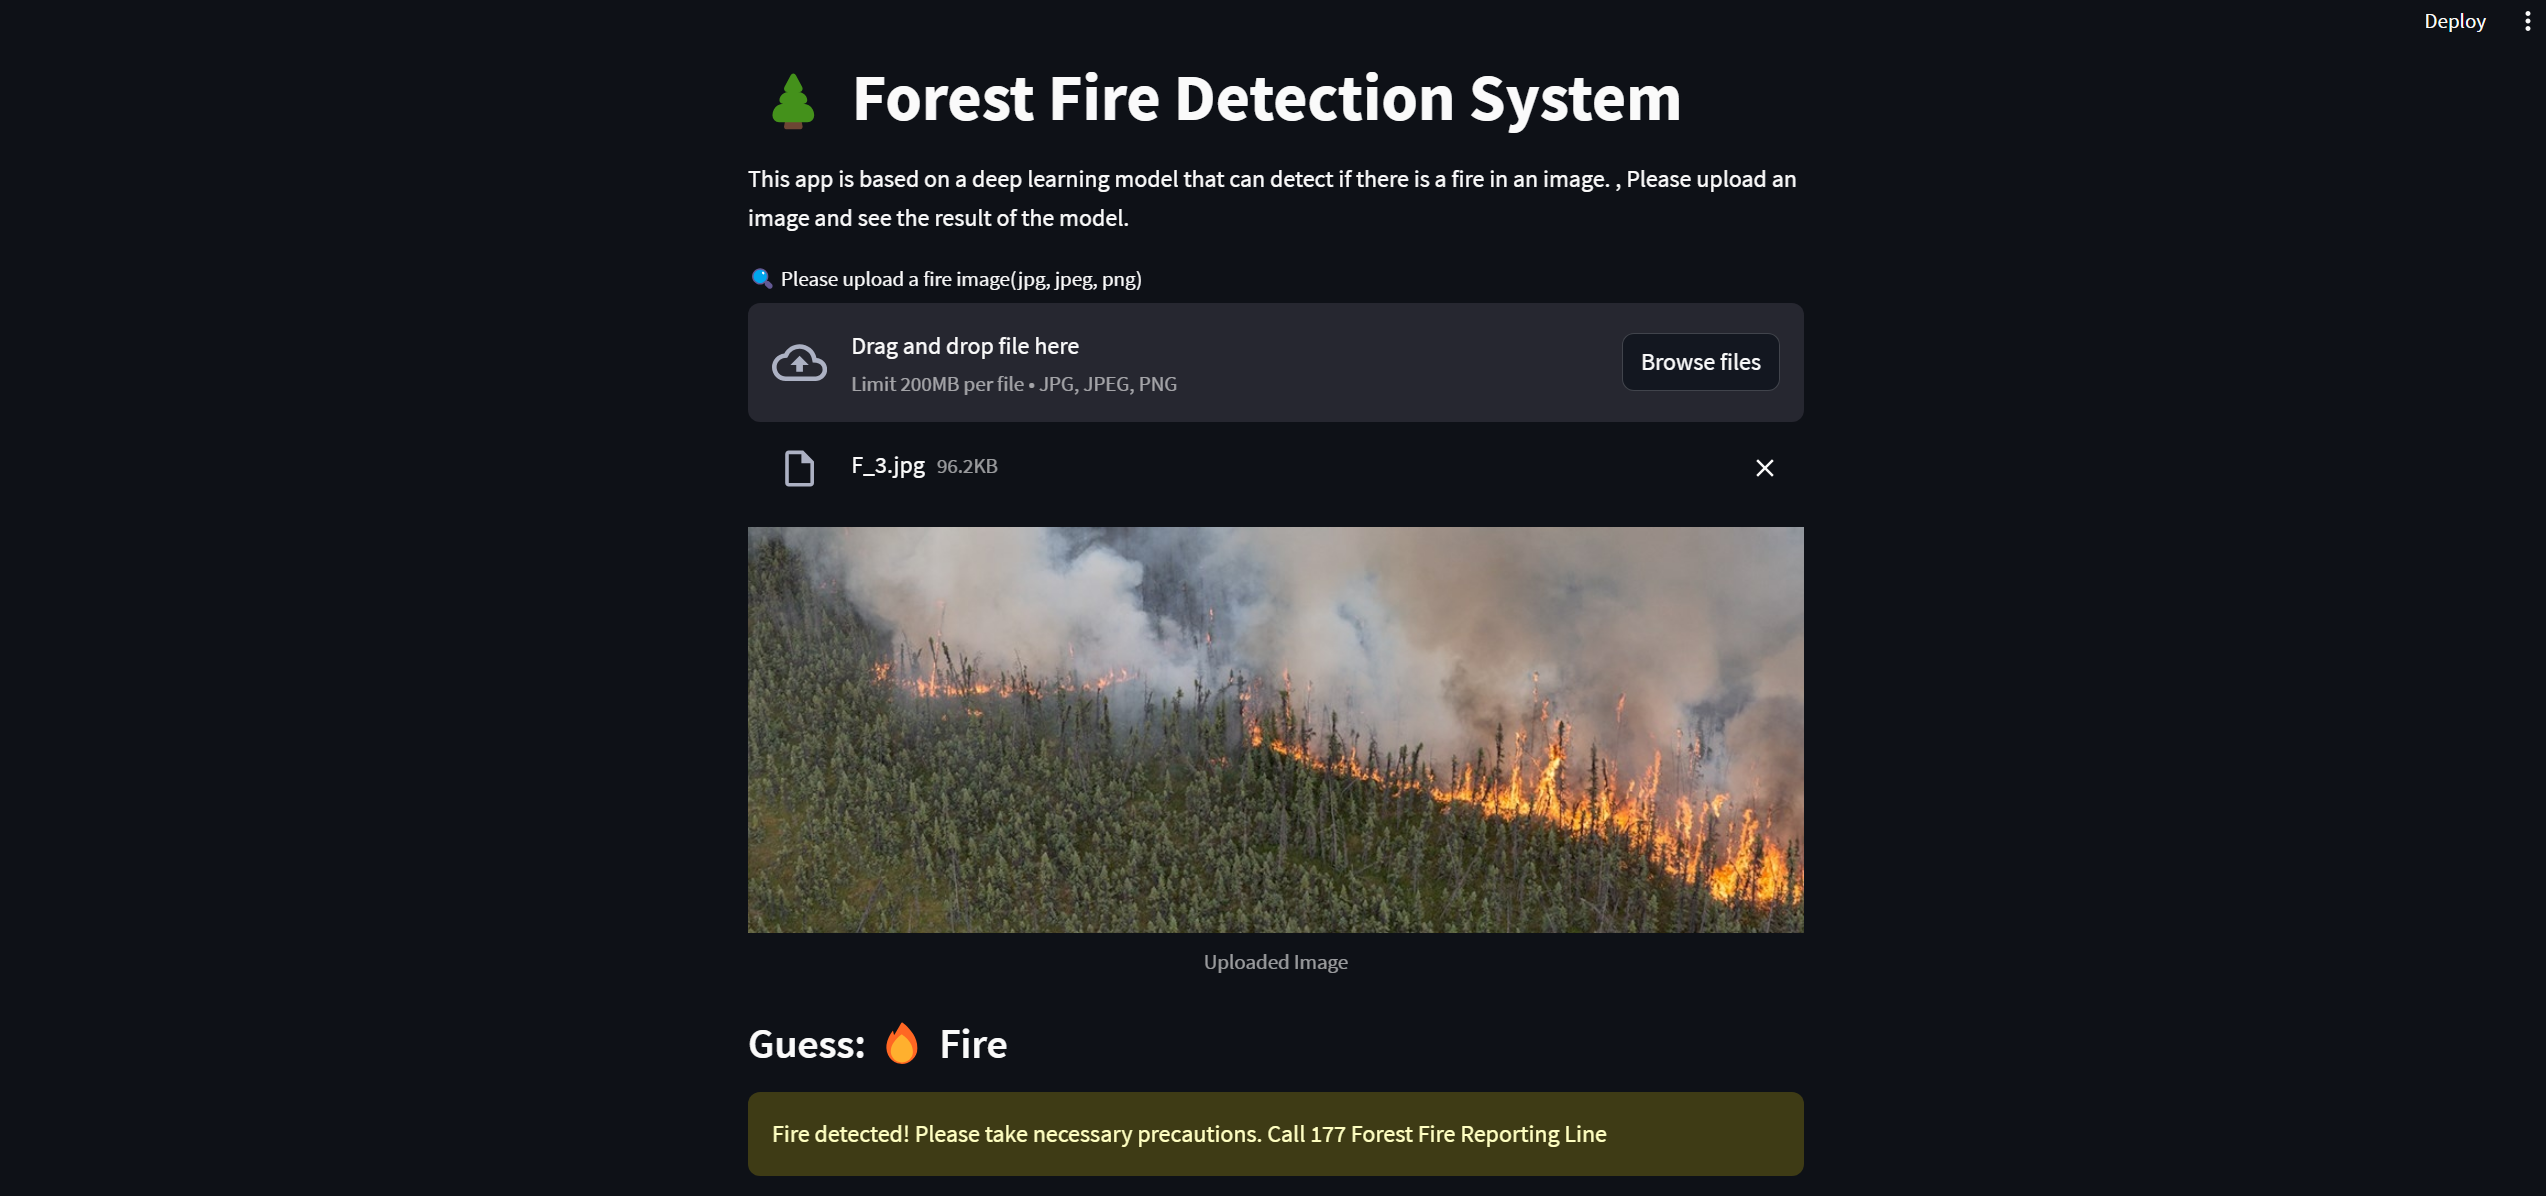 Deploy
Forest Fire Detection System
This app is based on a deep learning model that can detect if there is a fire in an image. , Please upload an
image and see the result of the model.
Please upload a fire image(jpg, jpeg, png)
Drag and drop file here
Limit 200MB per file • JPG, JPEG, PNG
Browse files
F_3.jpg 96.2KB
Uploaded Image
Guess: 🔥 Fire
Fire detected! Please take necessary precautions. Call 177 Forest Fire Reporting Line